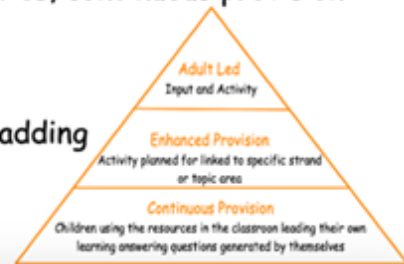 Adult Led
Input and Activity
adding
Enhanced Provision
Activity planned for linked to specific strand
or topic area
Continuous Provision
Children using the resources in the classroom leading their own
learning answering questions generated by themselves